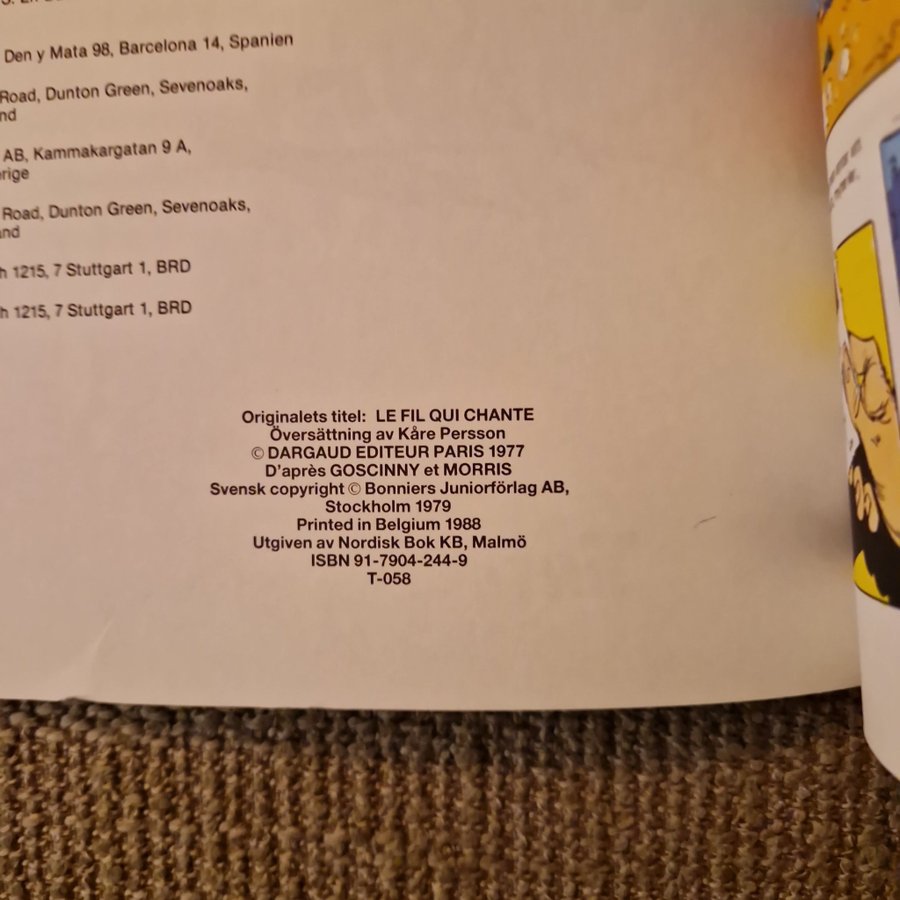 Den y Mata 98, Barcelona 14, Spanien
Road, Dunton Green, Sevenoaks,
nd
AB, Kammakargatan 9 A,
rige
Road, Dunton Green, Sevenoaks,
and
h 1215, 7 Stuttgart 1, BRD
h 1215, 7 Stuttgart 1, BRD
Originalets titel: LE FIL QUI CHANTE
Översättning av Kåre Persson
© DARGAUD EDITEUR PARIS 1977
D'après GOSCINNY et MORRIS
Svensk copyright © Bonniers Juniorförlag AB,
Stockholm 1979
Printed in Belgium 1988
Utgiven av Nordisk Bok KB, Malmö
ISBN 91-7904-244-9
T-058